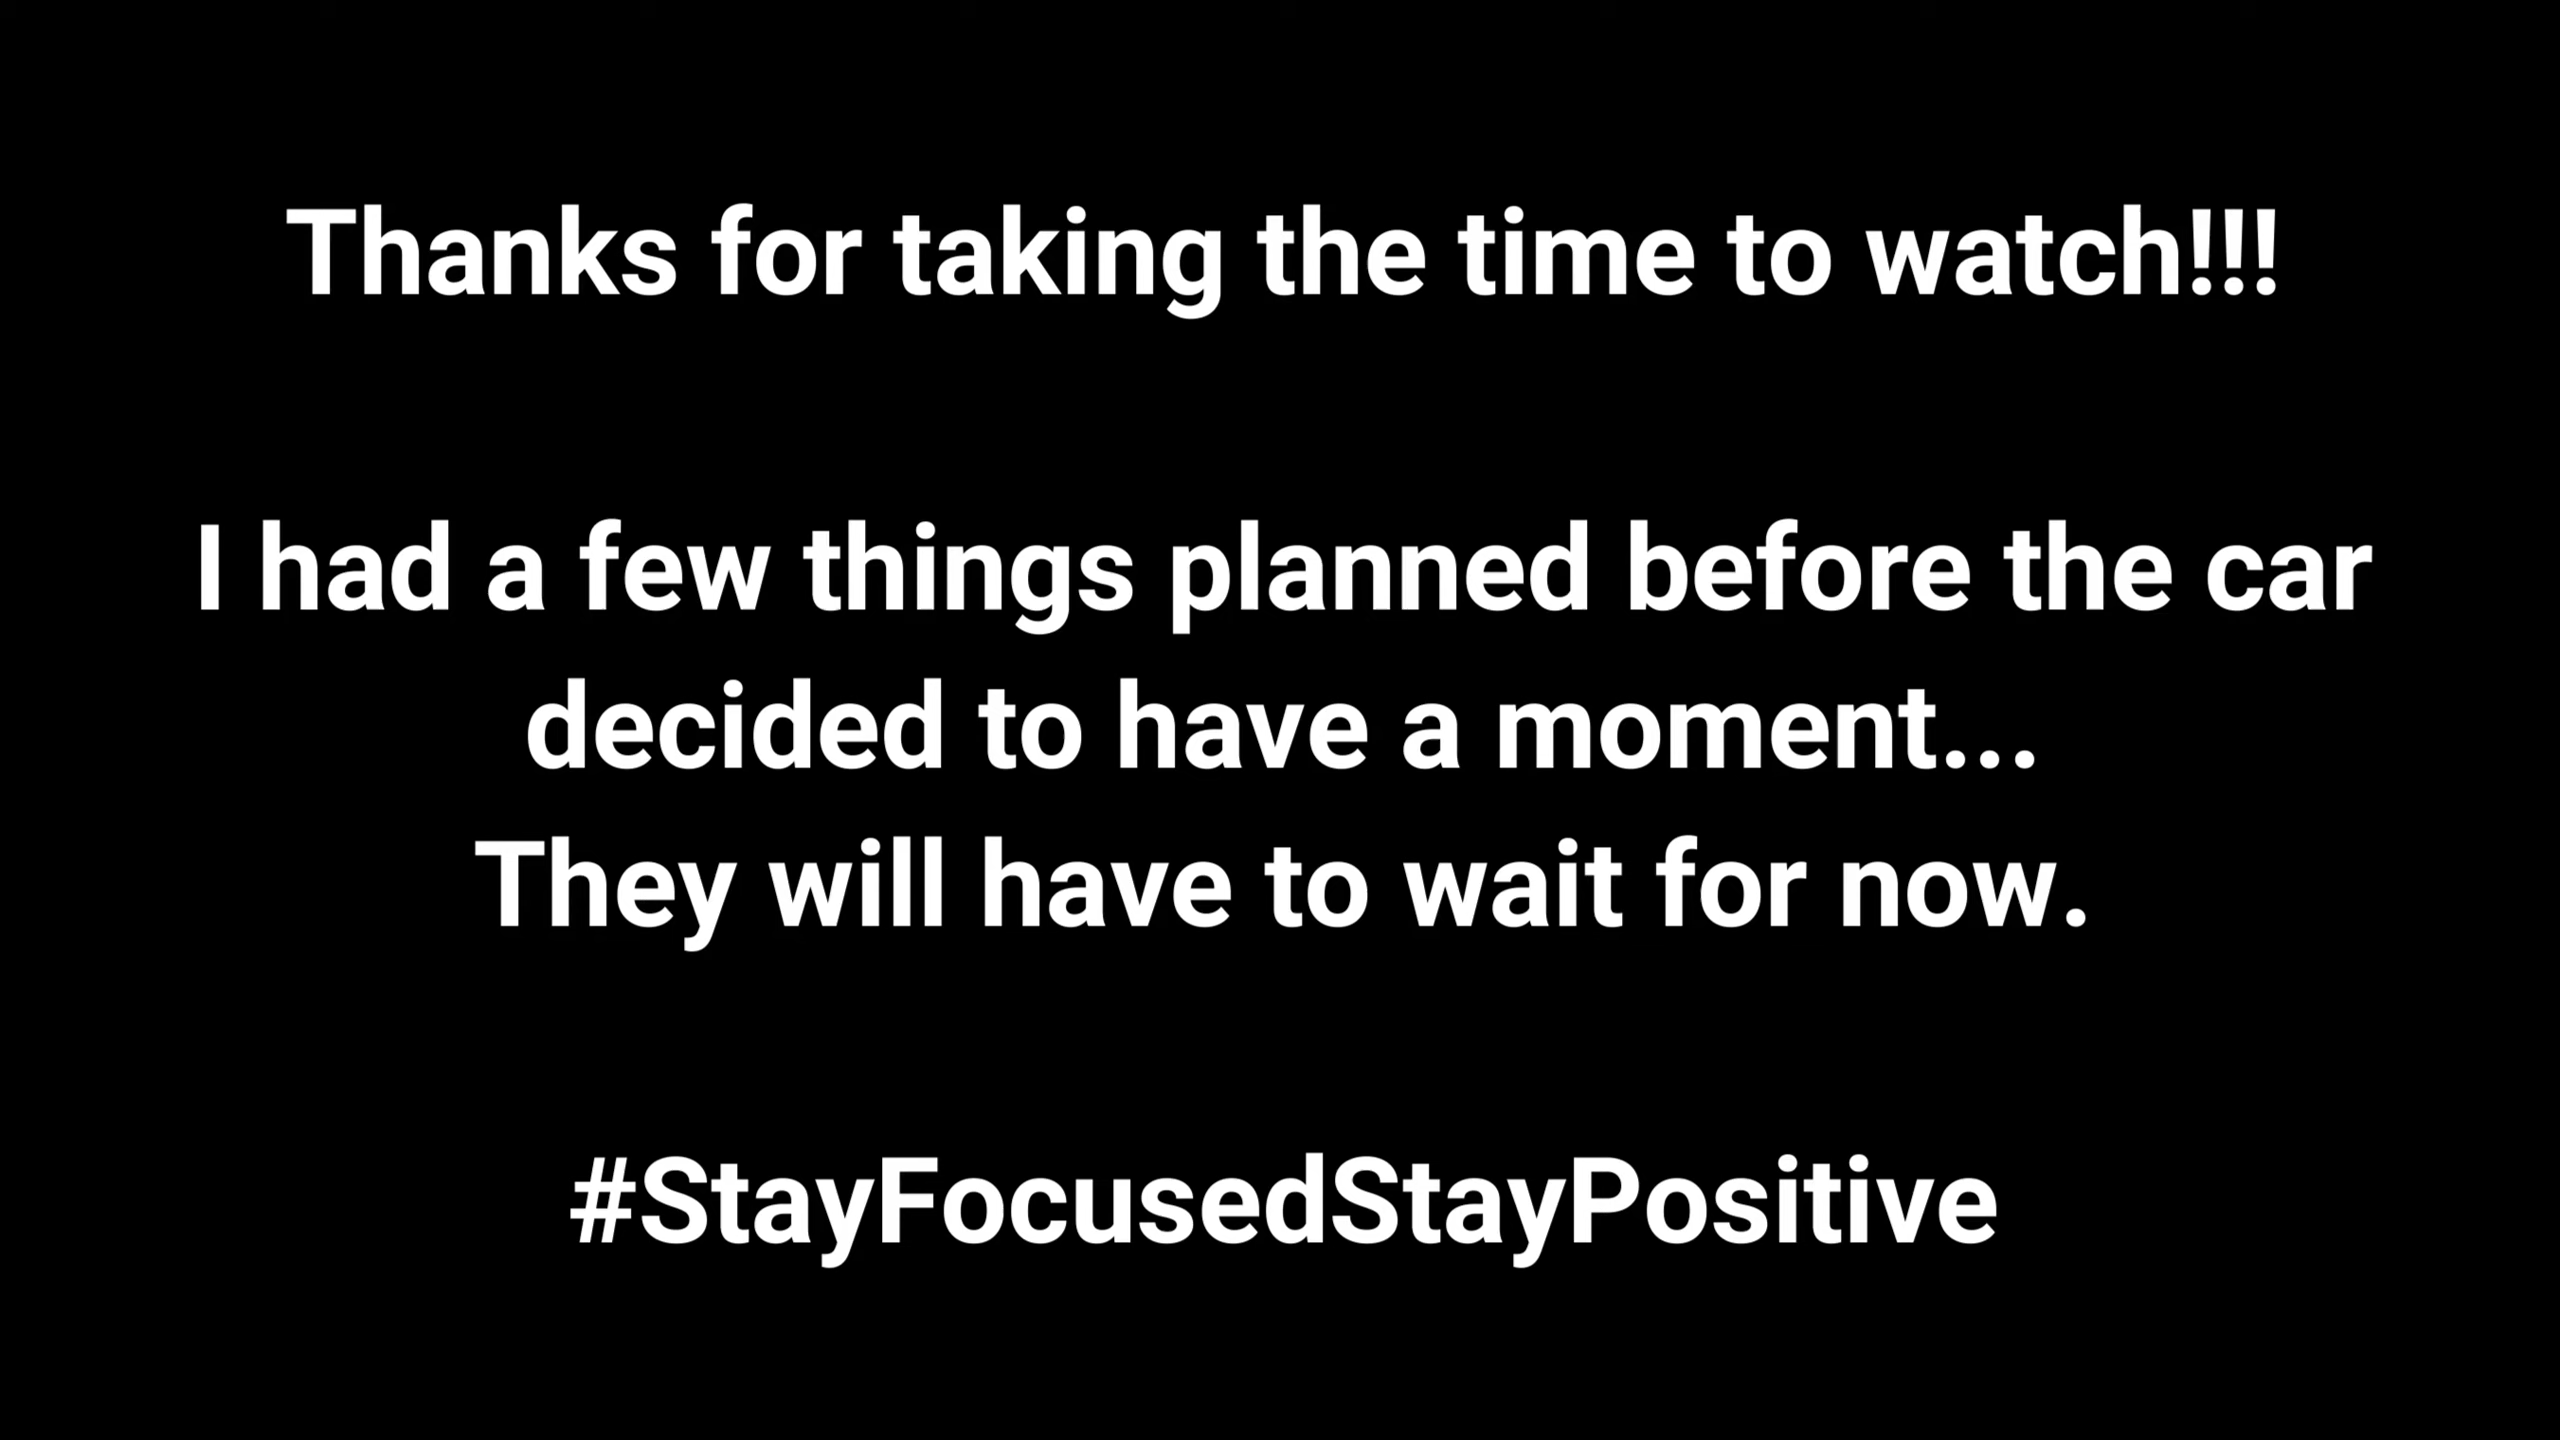 Thanks for taking the time to watch!!!
I had a few things planned before the car
decided to have a moment...
They will have to wait for now.
#StayFocusedStayPositive